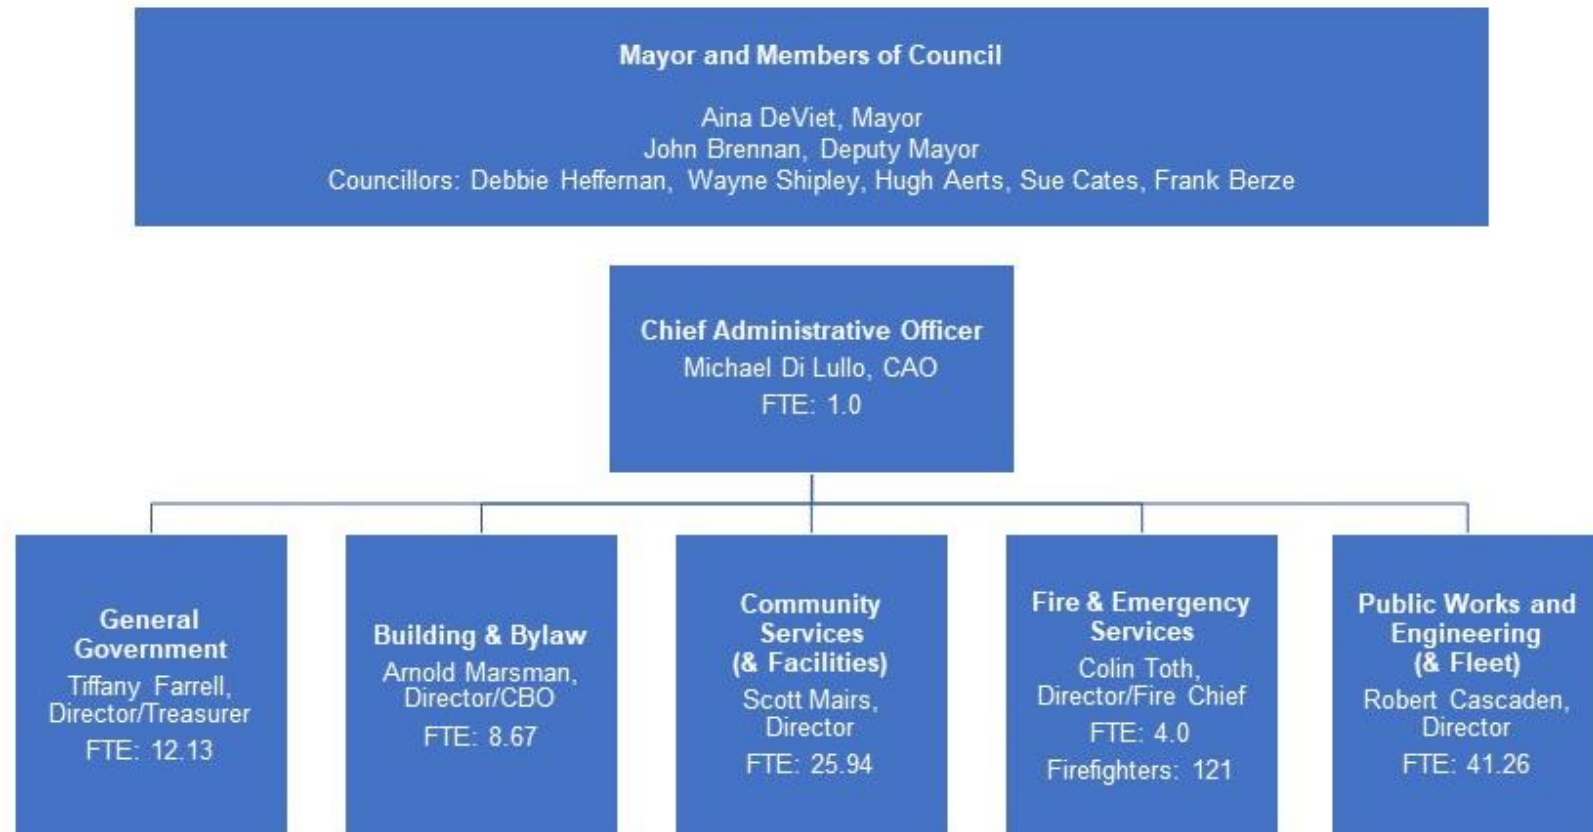 Mayor and Members of Council
Aina DeViet, Mayor
John Brennan, Deputy Mayor
Councillors: Debbie Heffernan, Wayne Shipley, Hugh Aerts, Sue Cates, Frank Berze
Chief Administrative Officer
Michael Di Lullo, CAO
FTE: 1.0
General
Government
Tiffany Farrell,
Director/Treasurer
FTE: 12.13
Building & Bylaw
Arnold Marsman,
Director/CBO
FTE: 8.67
Community
Services
(& Facilities)
Scott Mairs,
Director
FTE: 25.94
Fire & Emergency
Services
Colin Toth,
Director/Fire Chief
FTE: 4.0
Firefighters: 121
Public Works and
Engineering
(& Fleet)
Robert Cascaden,
Director
FTE: 41.26